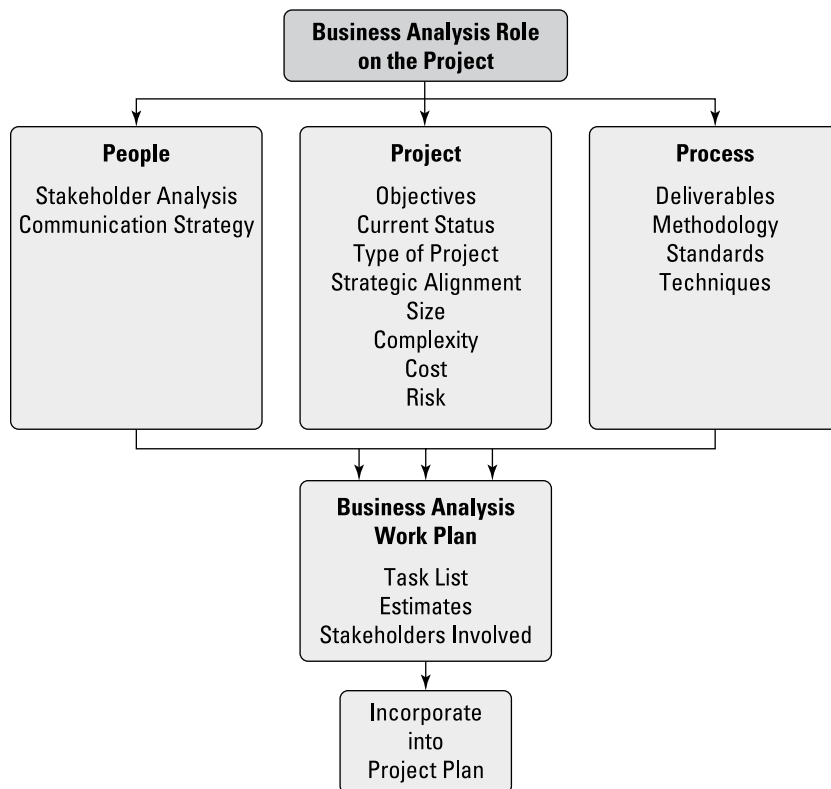 Business Analysis Role
on the Project
People
Stakeholder Analysis
Communication Strategy
Project
Objectives
Current Status
Type of Project
Strategic Alignment
Size
Complexity
Cost
Risk
Process
Deliverables
Methodology
Standards
Techniques
Business Analysis
Work Plan
Task List
Estimates
Stakeholders Involved
Incorporate
into
Project Plan